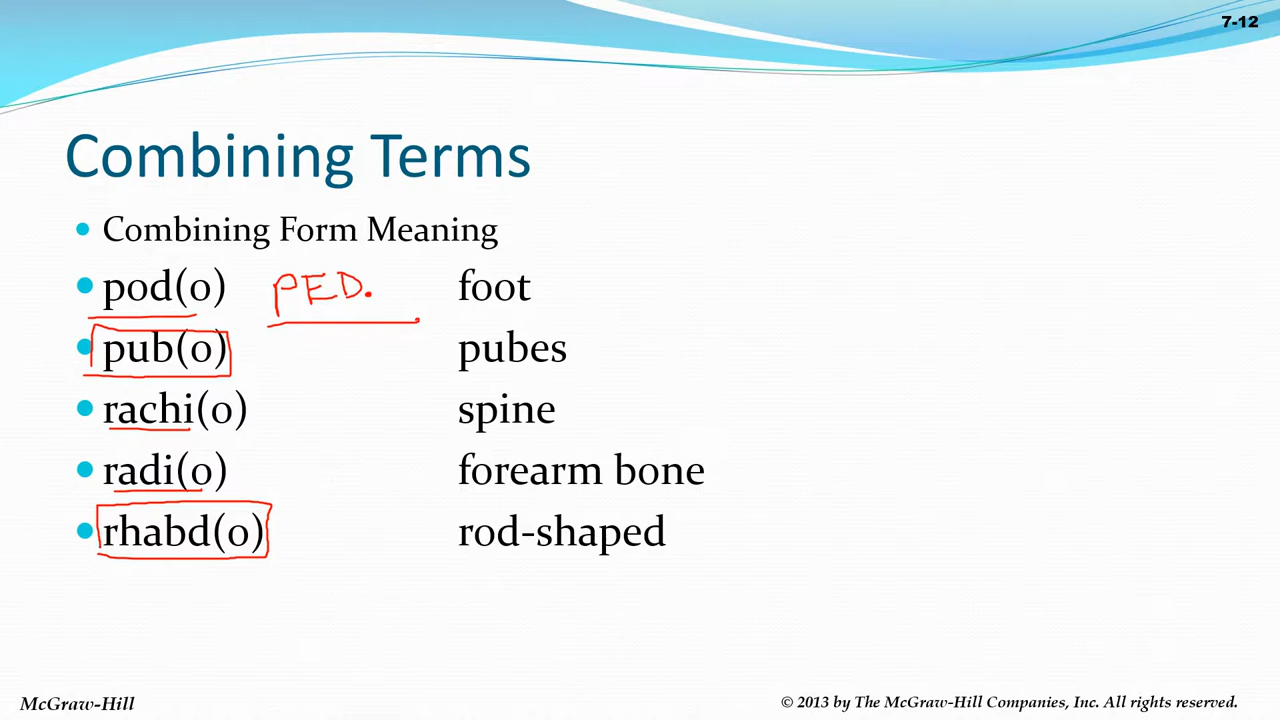 7-12
Combining Terms
• Combining Form Meaning
• pod(o) PED. foot
• pub(o) pubes
• rachi(o) spine
• radi(o) forearm bone
• rhabd(o) rod-shaped
McGraw-Hill © 2013 by The McGraw-Hill Companies, Inc. All rights reserved.